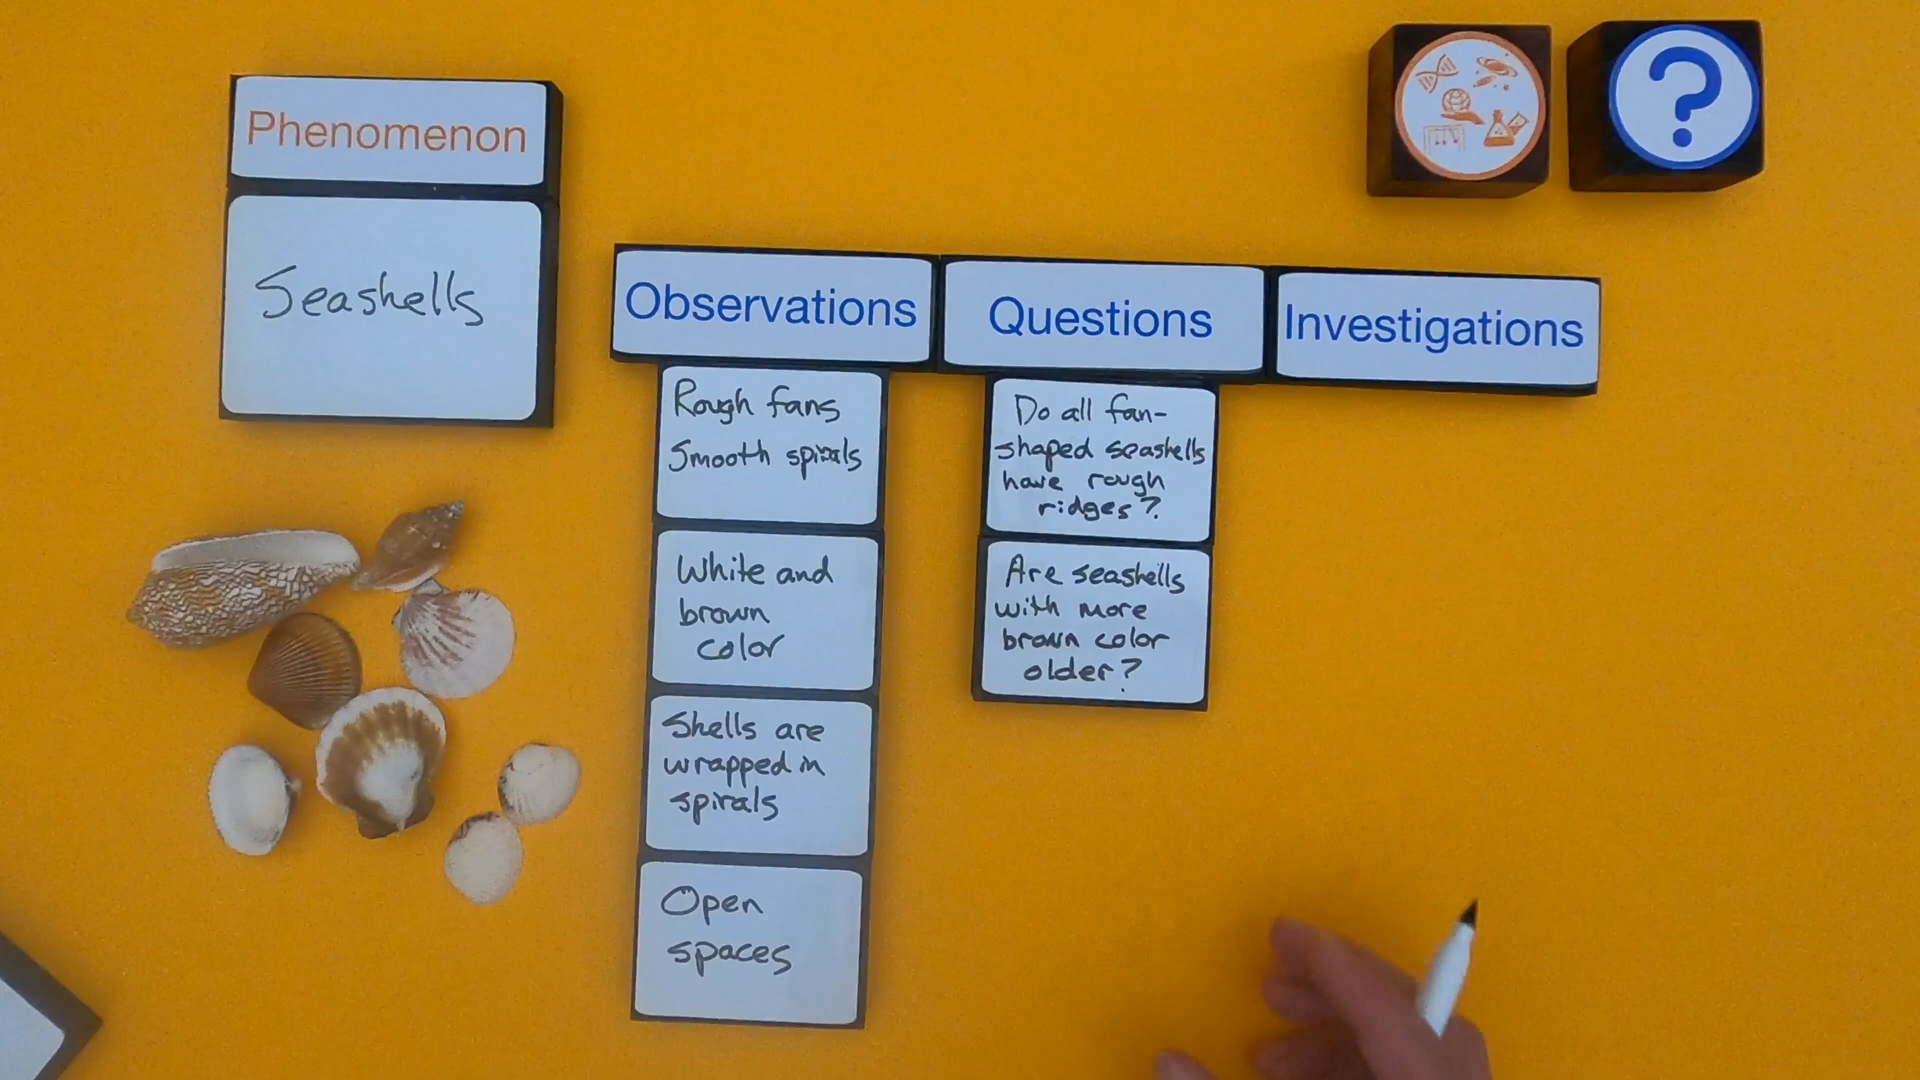 Phenomenon
Seashells
Observations
Questions
Investigations
Rough fans
Smooth spirals
White and
brown
color
Shells are
wrapped in
spirals
Open
spaces
Do all fan-
shaped seashells
have rough
ridges?
Are seashells
with more
brown color
older?
?